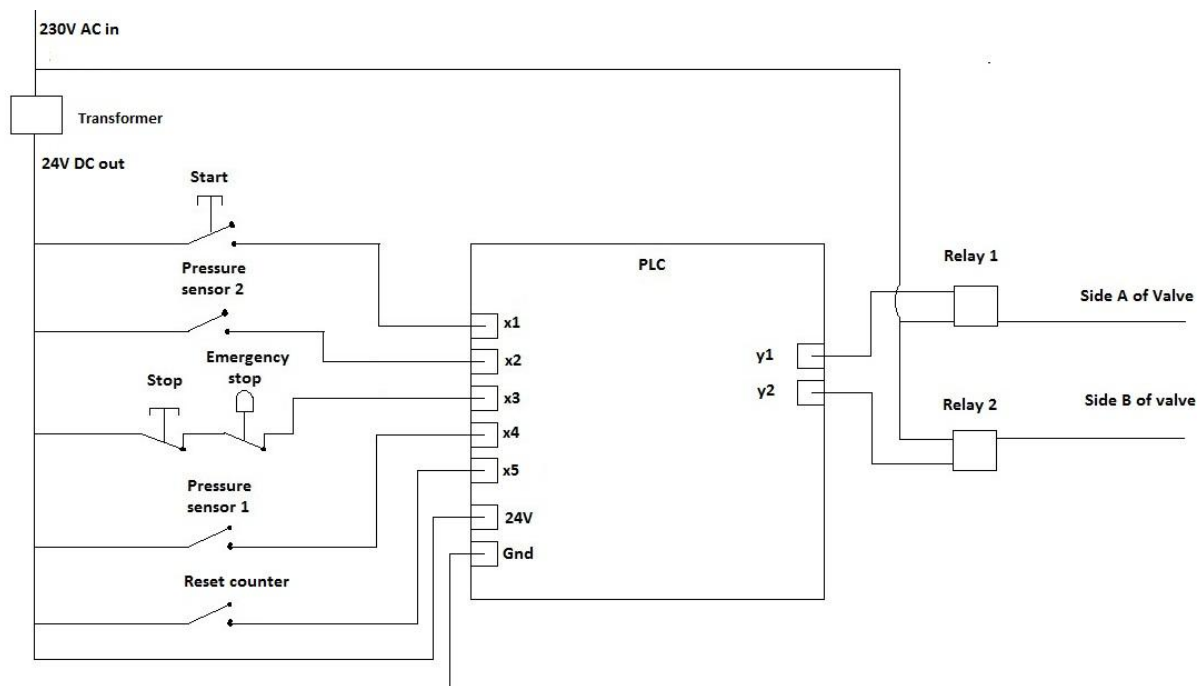 230V AC in
Transformer
24V DC out
Start
Pressure
sensor 2
Emergency
stop
Stop
Pressure
sensor 1
Reset counter
PLC
x1
x2
x3
x4
x5
24V
Gnd
y1
y2
Relay 1
Side A of Valve
Relay 2
Side B of valve